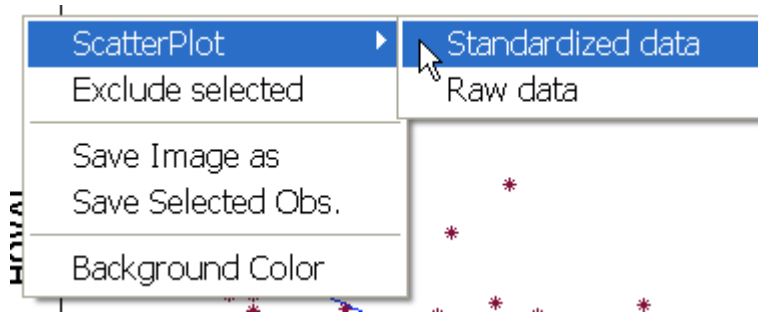 ScatterPlot
Standardized data
Exclude selected
Raw data
Save Image as
Save Selected Obs.
Background Color